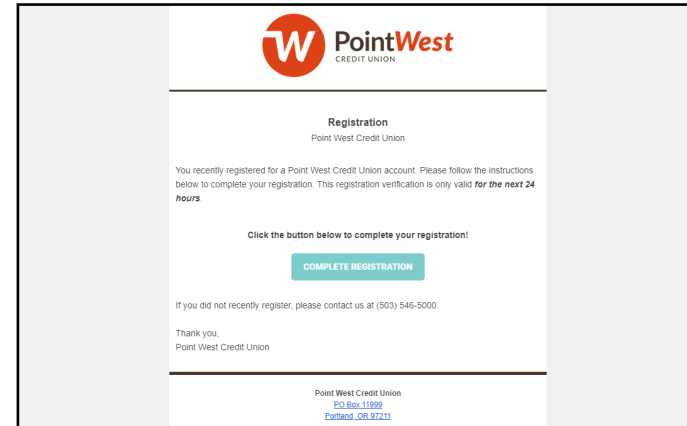 W PointWest
CREDIT UNION
Registration
Point West Credit Union
You recently registered for a Point West Credit Union account. Please follow the instructions
below to complete your registration. This registration verification is only valid for the next 24
hours.
Click the button below to complete your registration!
COMPLETE REGISTRATION
If you did not recently register, please contact us at (503) 546-5000.
Thank you,
Point West Credit Union
Point West Credit Union
PO Box 11999
Portland, OR 97211